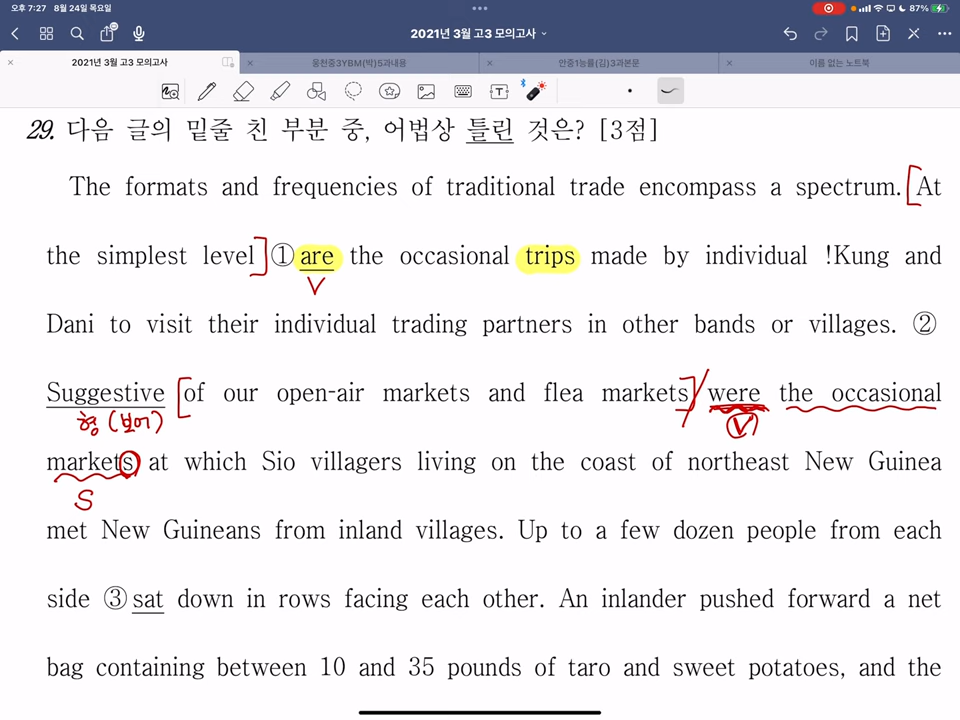 오후 7:27 8월 24일 목요일 87%
2021년 3월 고3 모의고사
2021년 3월 고3 모의고사 웅천중3YBM(박)5과내용 안중1능률(김)3과본문 이름 없는 노트북
29. 다음 글의 밑줄 친 부분 중, 어법상 틀린 것은? [3점]
The formats and frequencies of traditional trade encompass a spectrum. [At
the simplest level] ① are the occasional trips made by individual !Kung and
V
Dani to visit their individual trading partners in other bands or villages. ②
Suggestive [of our open-air markets and flea markets] / were the occasional
형 (보어) V
markets at which Sio villagers living on the coast of northeast New Guinea
S
met New Guineans from inland villages. Up to a few dozen people from each
side ③ sat down in rows facing each other. An inlander pushed forward a net
bag containing between 10 and 35 pounds of taro and sweet potatoes, and the